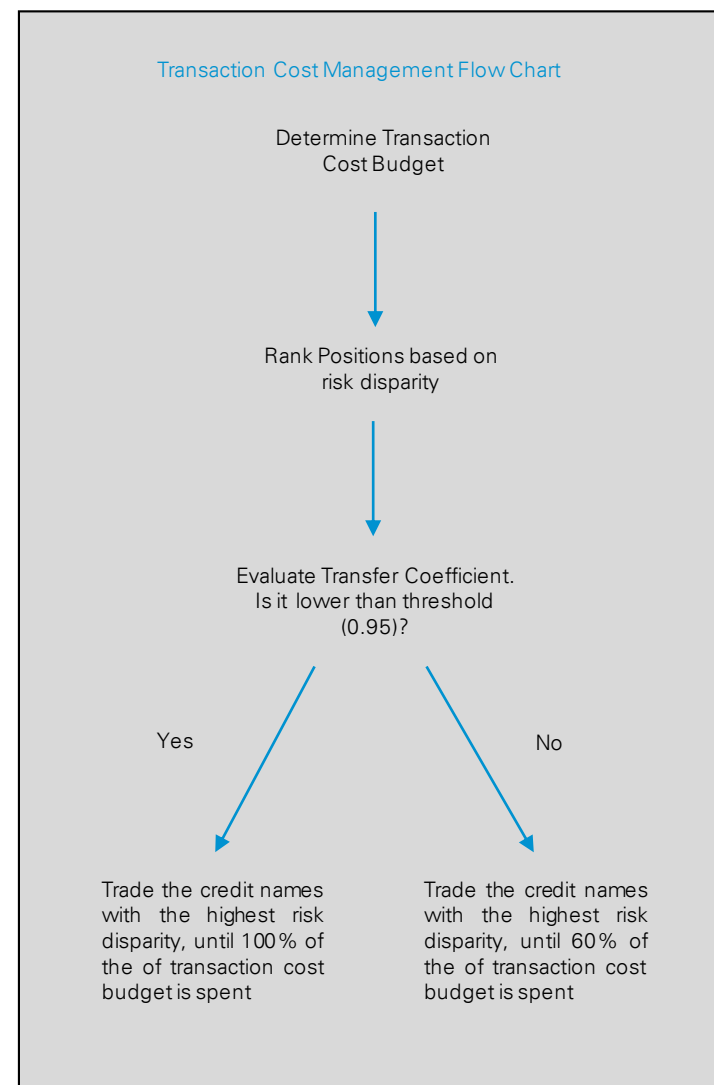 Transaction Cost Management Flow Chart
Determine Transaction
Cost Budget
Rank Positions based on
risk disparity
Evaluate Transfer Coefficient.
Is it lower than threshold
(0.95)?
Yes
No
Trade the credit names
with the highest risk
disparity, until 100% of
the of transaction cost
budget is spent
Trade the credit names
with the highest risk
disparity, until 60% of
the of transaction cost
budget is spent